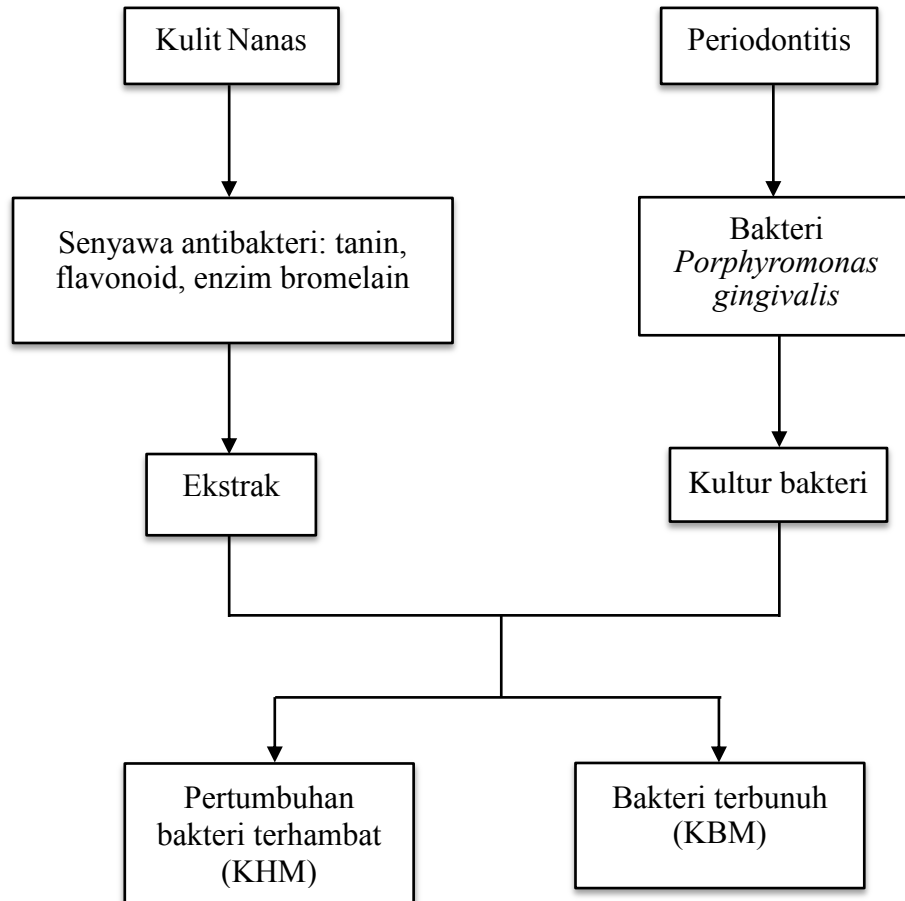 Kulit Nanas
Periodontitis
Senyawa antibakteri: tanin,
flavonoid, enzim bromelain
Bakteri
Porphyromonas
gingivalis
Ekstrak
Kultur bakteri
Pertumbuhan
bakteri terhambat
(KHM)
Bakteri terbunuh
(KBM)